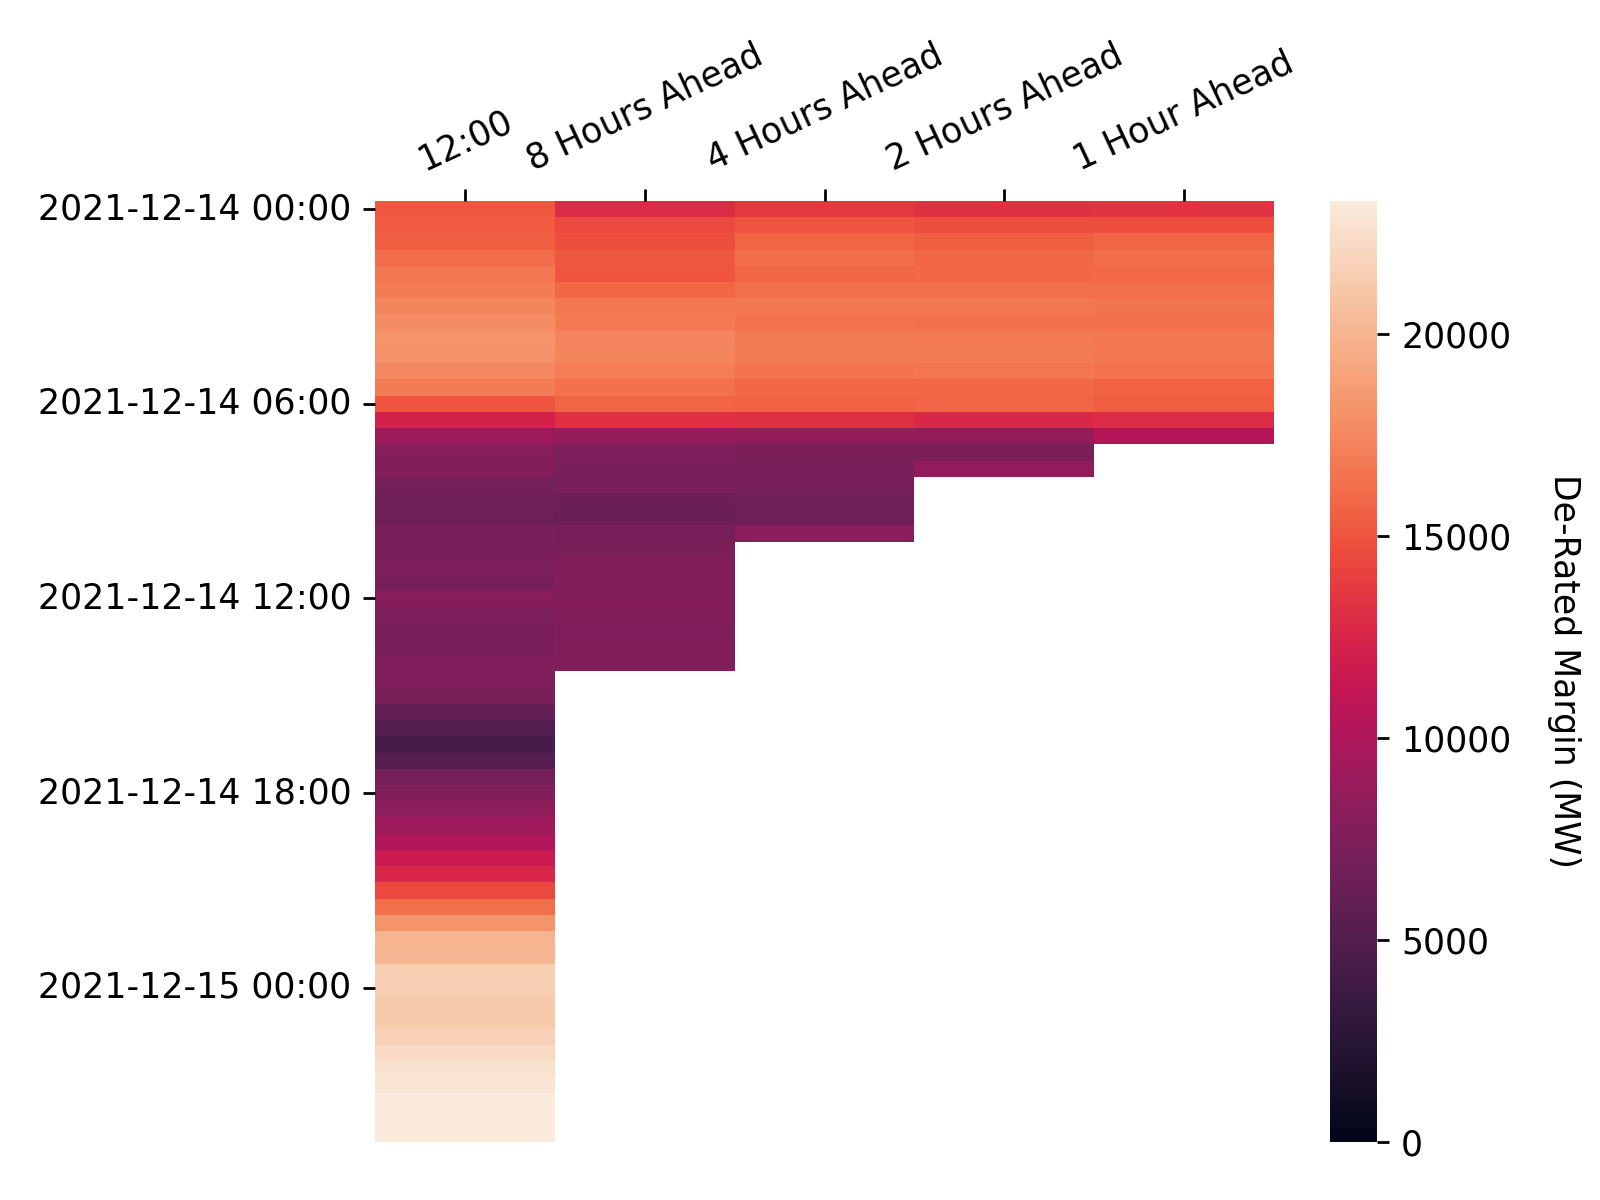 12:00
8 Hours Ahead
4 Hours Ahead
2 Hours Ahead
1 Hour Ahead
2021-12-14 00:00
2021-12-14 06:00
2021-12-14 12:00
2021-12-14 18:00
2021-12-15 00:00
20000
15000
10000
5000
0
De-Rated Margin (MW)